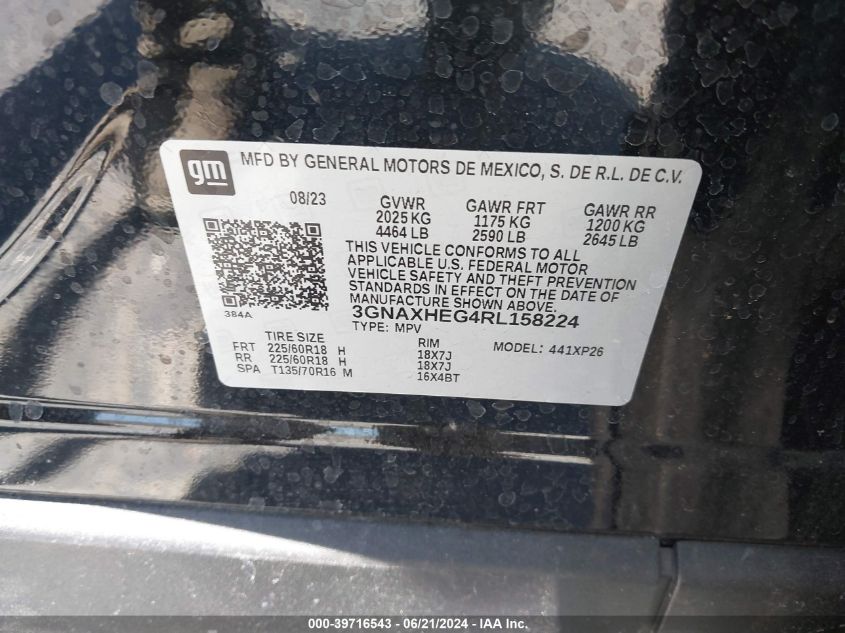 gm
MFD BY GENERAL MOTORS DE MEXICO, S. DE R.L. DE C.V.
08/23 GVWR GAWR FRT GAWR RR
2025 KG 1175 KG 1200 KG
4464 LB 2590 LB 2645 LB
THIS VEHICLE CONFORMS TO ALL
APPLICABLE U.S. FEDERAL MOTOR
VEHICLE SAFETY AND THEFT PREVENTION
STANDARDS IN EFFECT ON THE DATE OF
MANUFACTURE SHOWN ABOVE.
384A
3GNAXHEG4RL158224
TYPE: MPV
TIRE SIZE RIM MODEL: 441XP26
FRT 225/60R18 H 18X7J
RR 225/60R18 H 18X7J
SPA T135/70R16 M 16X4BT
000-39716543 - 06/21/2024 - IAA Inc.